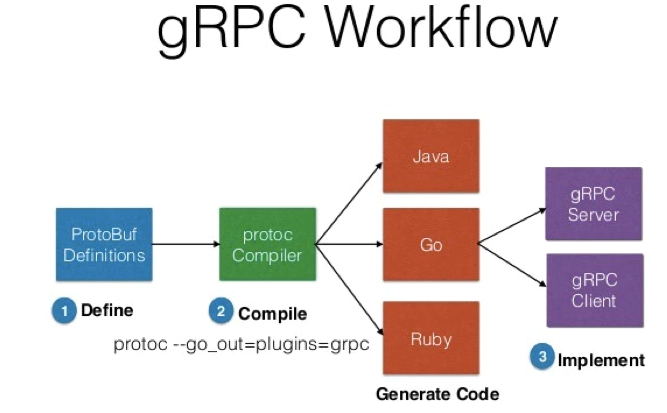 gRPC Workflow
Java
ProtoBuf
Definitions
protoc
Compiler
Go
gRPC
Server
gRPC
Client
1 Define
2 Compile
protoc --go_out=plugins=grpc
Ruby
3 Implement
Generate Code